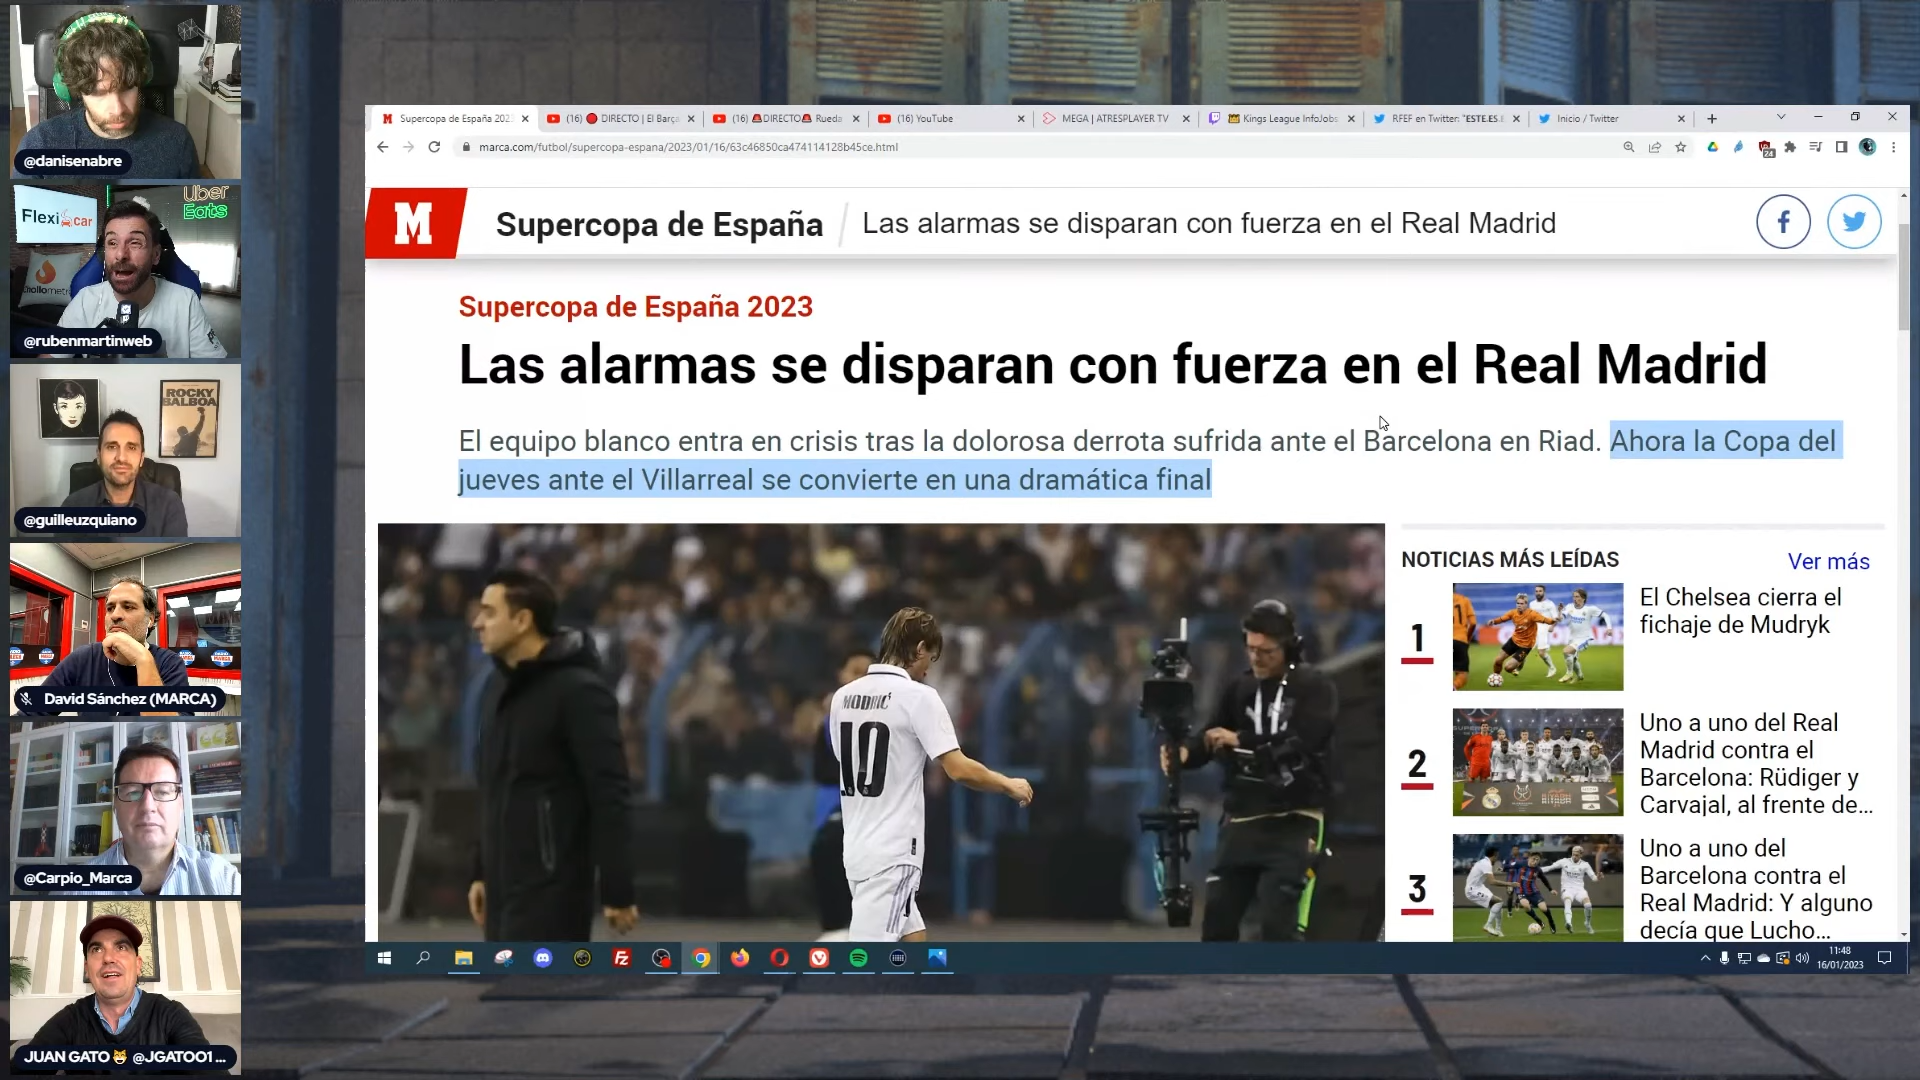 @danisenabre
Flexicar
Uber
Eats
@rubenmartinweb
ROCKY
BALBOA
@guilleuzquiano
David Sánchez (MARCA)
@Carpio_Marca
JUAN GATO😺 @JGATO01 ...
Supercopa de España 202
(16) 🔴 DIRECTO | El Barça
(16) 🚨DIRECTO🚨 Rueda
(16) YouTube
MEGA | ATRESPLAYER TV
Kings League InfoJobs
RFEF en Twitter: "ESTE.ES.E
Inicio / Twitter
marca.com/futbol/supercopa-espana/2023/01/16/63c46850ca474114128b45ce.html
24
M
Supercopa de España
Las alarmas se disparan con fuerza en el Real Madrid
f
Supercopa de España 2023
Las alarmas se disparan con fuerza en el Real Madrid
El equipo blanco entra en crisis tras la dolorosa derrota sufrida ante el Barcelona en Riad. Ahora la Copa del
jueves ante el Villarreal se convierte en una dramática final
MODRIĆ
10
NOTICIAS MÁS LEÍDAS
Ver más
1
El Chelsea cierra el
fichaje de Mudryk
2
Uno a uno del Real
Madrid contra el
Barcelona: Rüdiger y
Carvajal, al frente de...
3
Uno a uno del
Barcelona contra el
Real Madrid: Y alguno
decía que Lucho...
11:48
16/01/2023